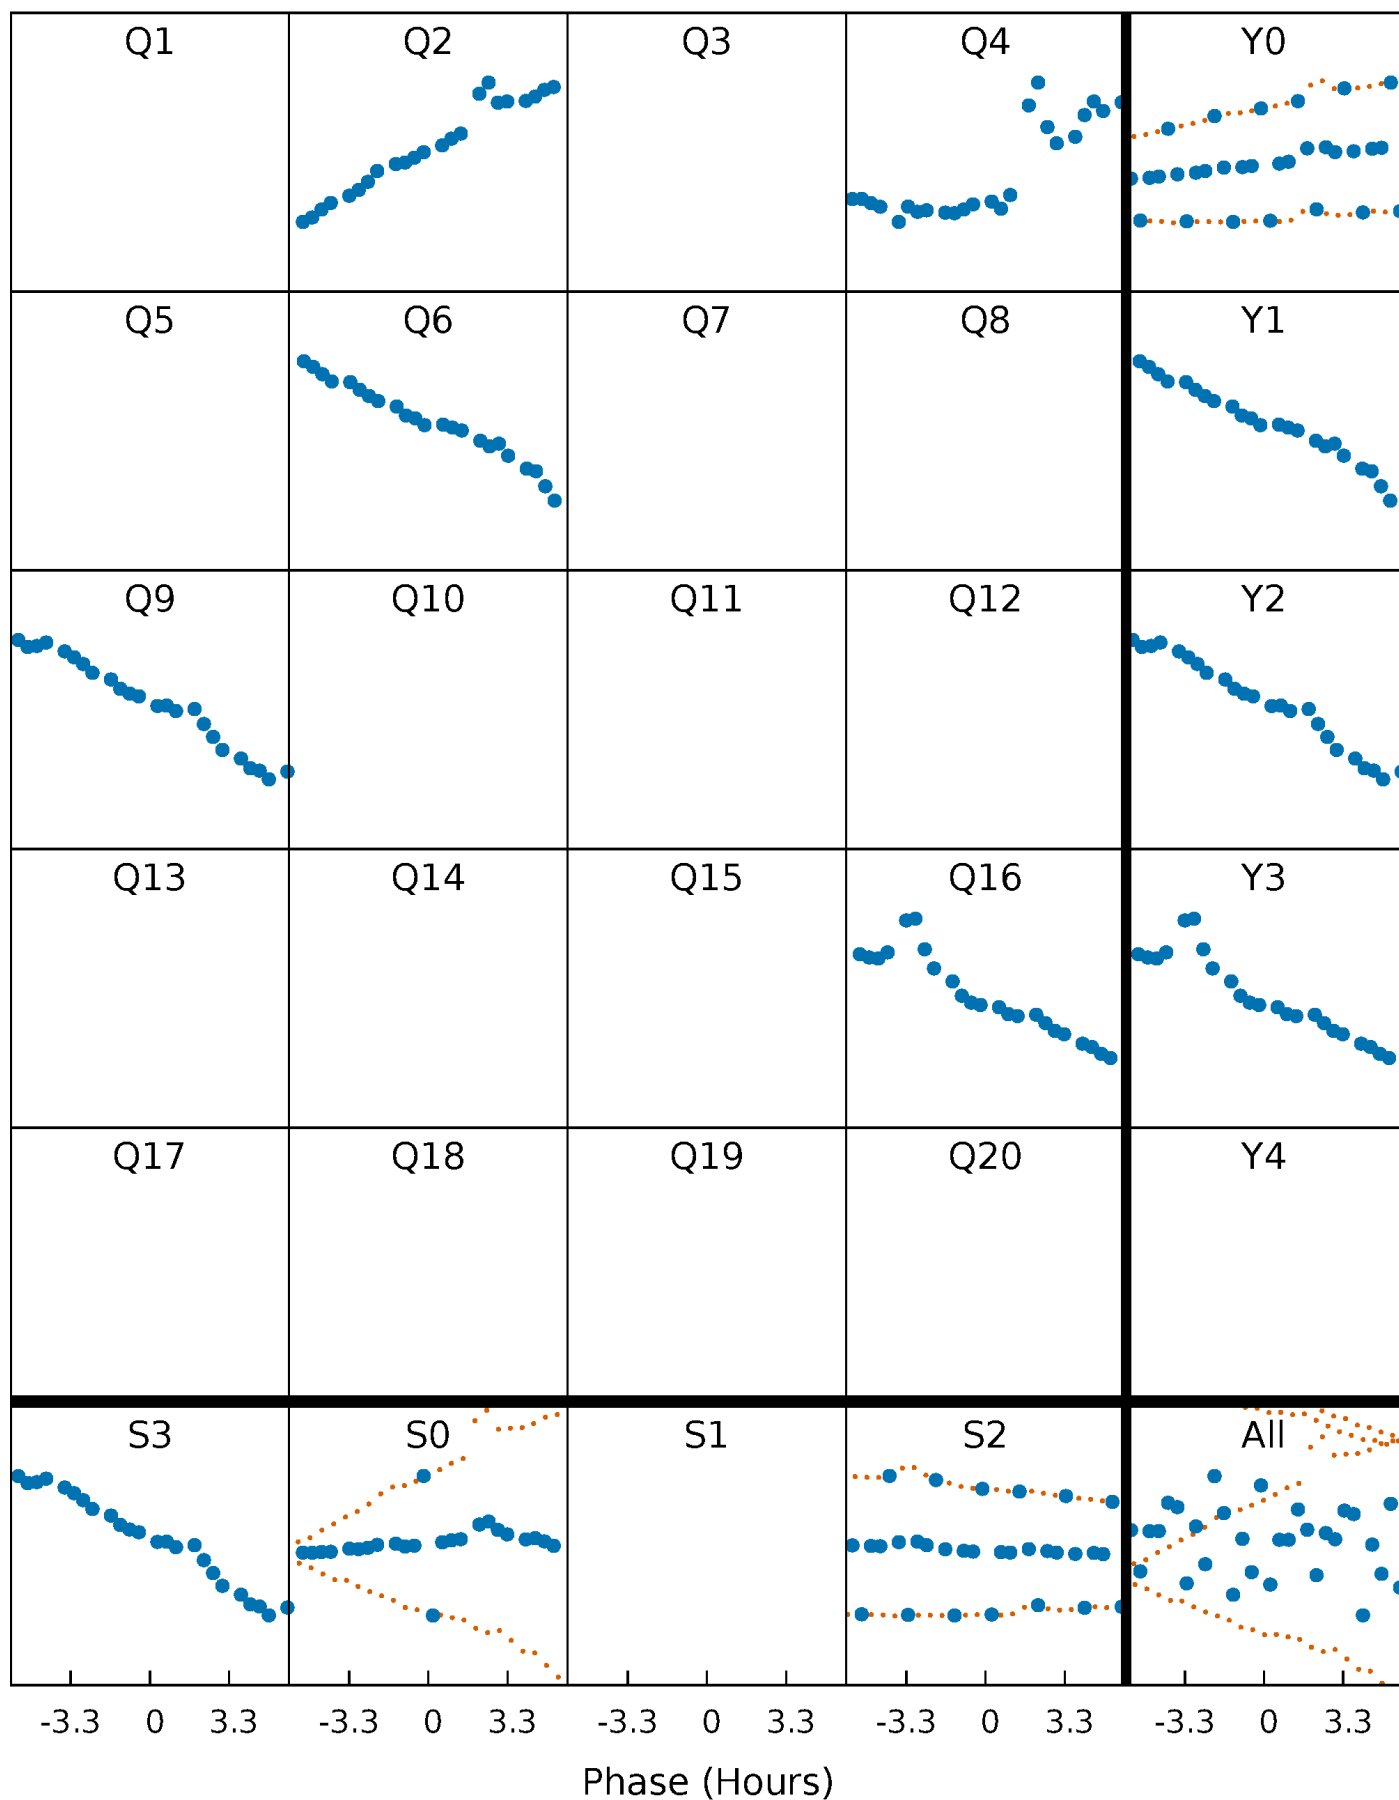 Q1 Q2 Q3 Q4 Y0
Q5 Q6 Q7 Q8 Y1
Q9 Q10 Q11 Q12 Y2
Q13 Q14 Q15 Q16 Y3
Q17 Q18 Q19 Q20 Y4
S3 S0 S1 S2 All
-3.3 0 3.3 -3.3 0 3.3 -3.3 0 3.3 -3.3 0 3.3 -3.3 0 3.3
Phase (Hours)